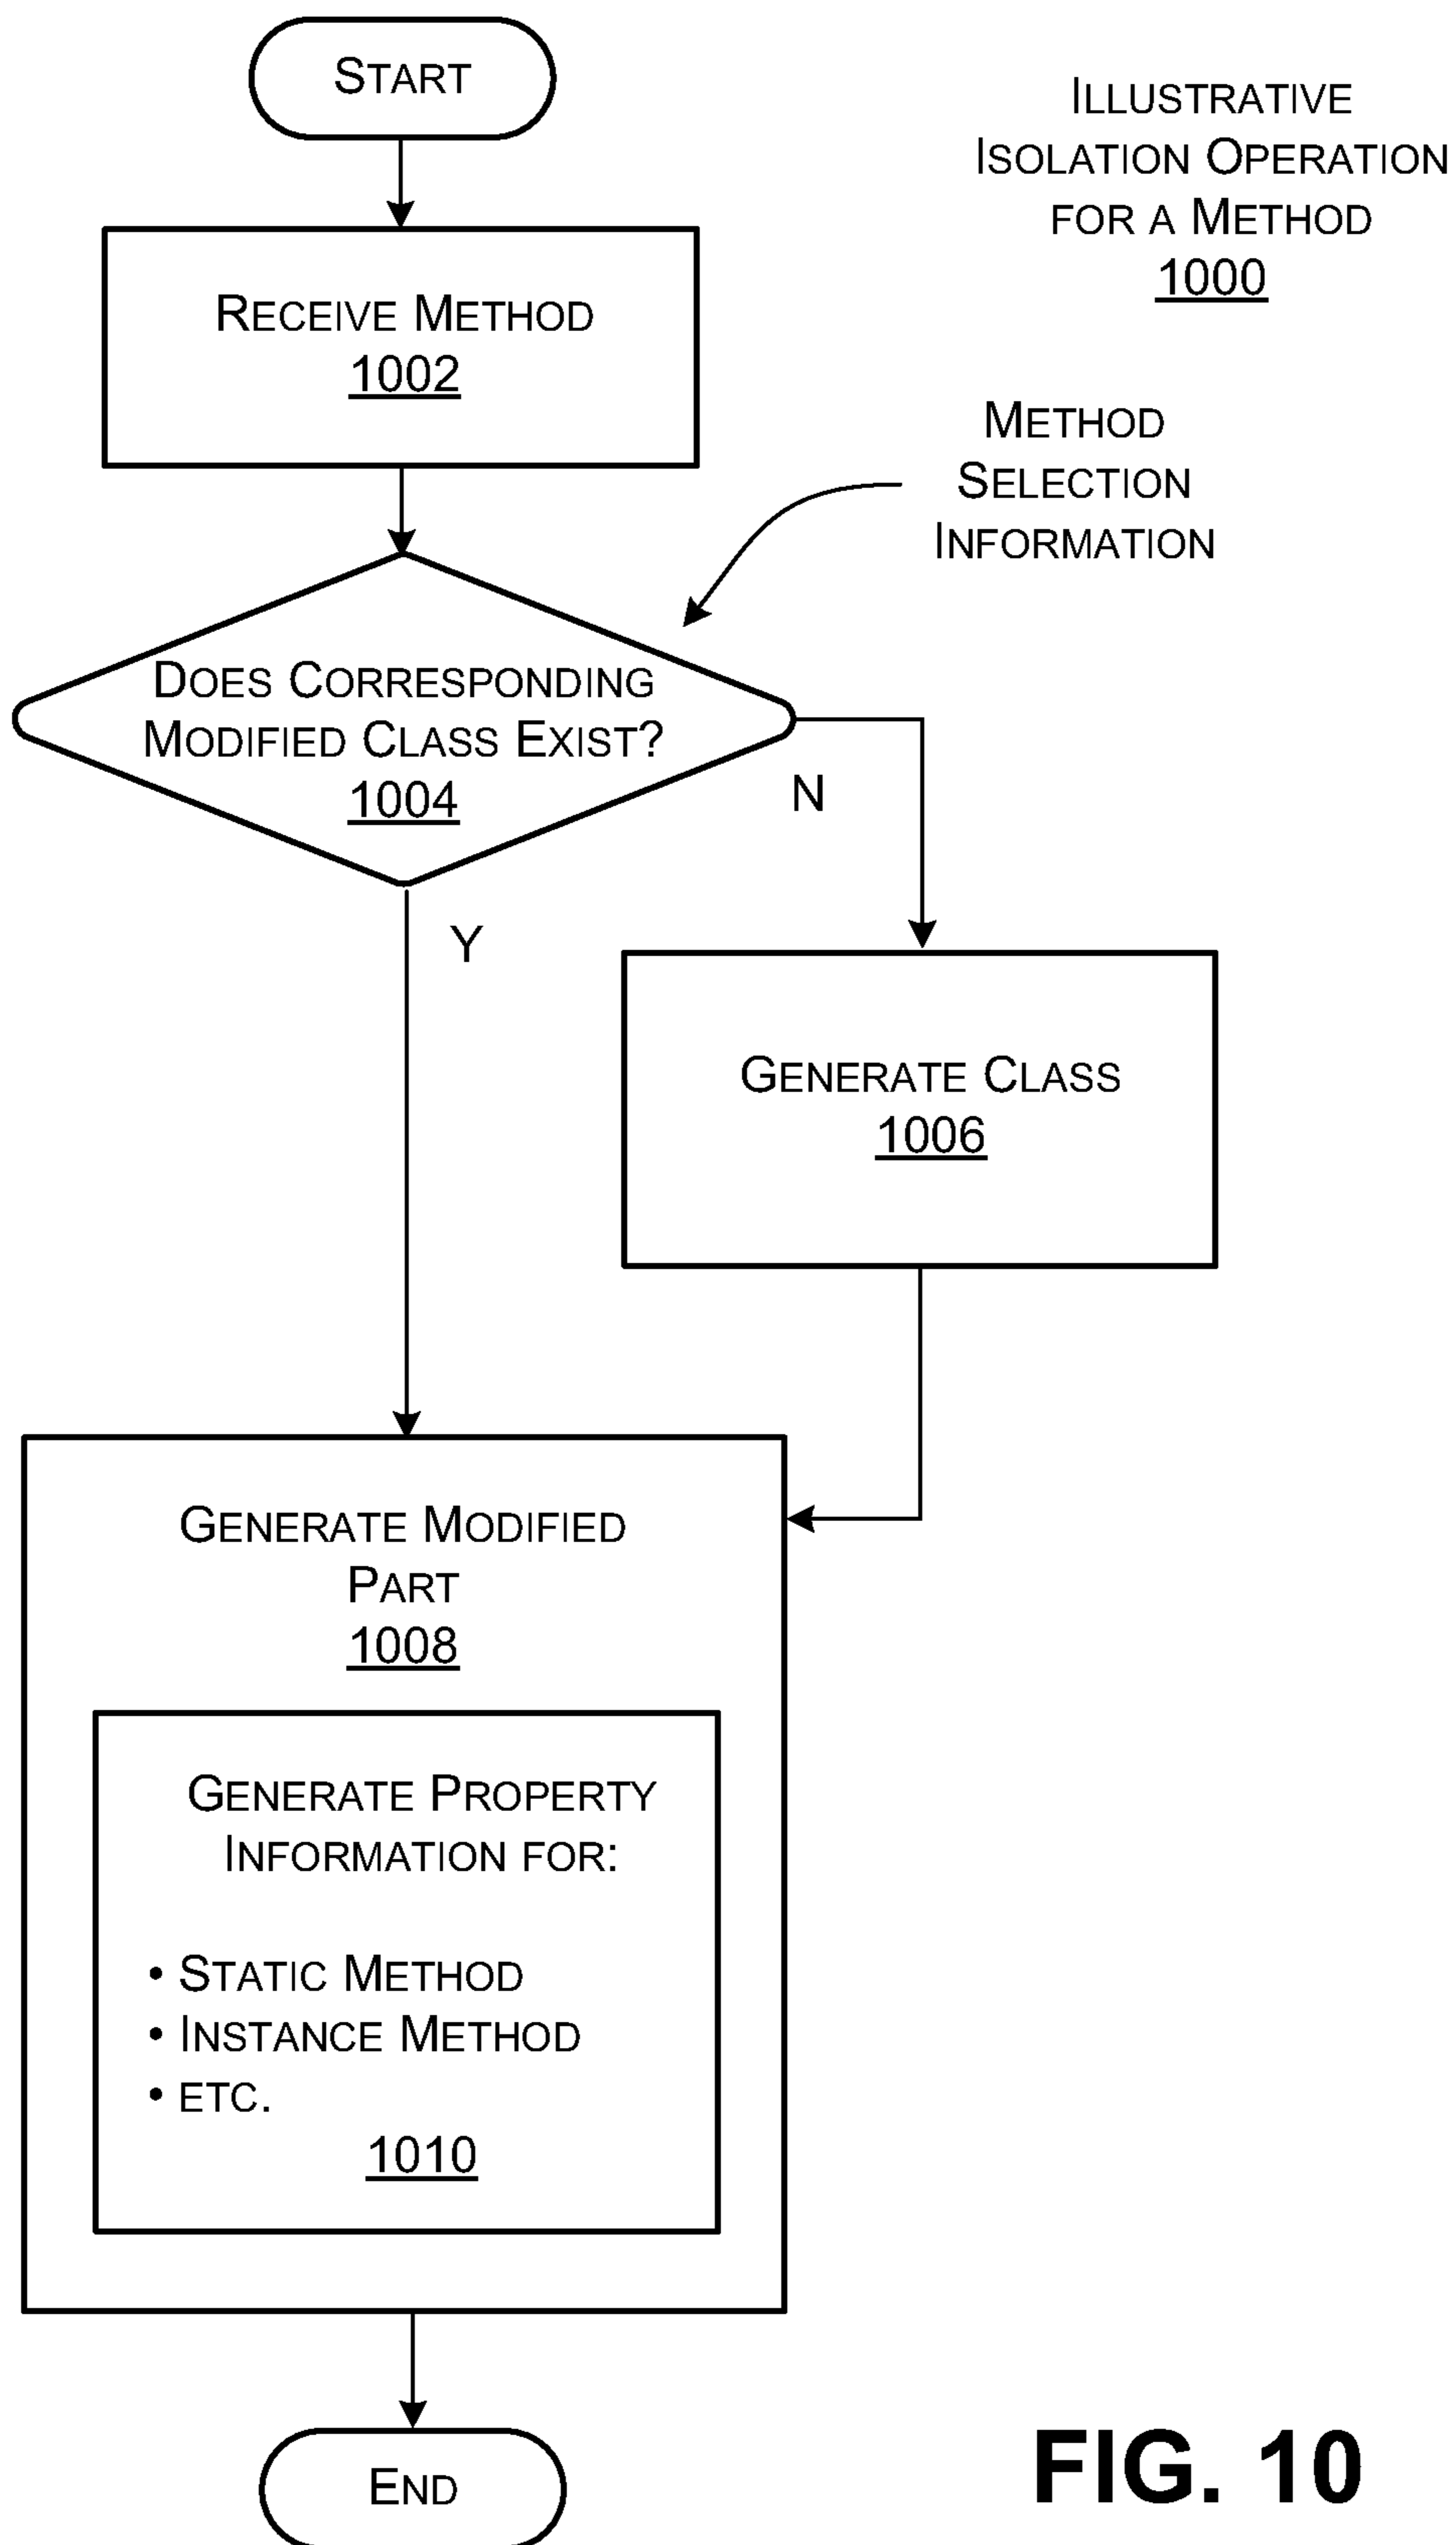 START
ILLUSTRATIVE
ISOLATION OPERATION
FOR A METHOD
1000
RECEIVE METHOD
1002
METHOD
SELECTION
INFORMATION
DOES CORRESPONDING
MODIFIED CLASS EXIST?
1004
N
Y
GENERATE CLASS
1006
GENERATE MODIFIED
PART
1008
GENERATE PROPERTY
INFORMATION FOR:
• STATIC METHOD
• INSTANCE METHOD
• ETC.
1010
END
FIG. 10